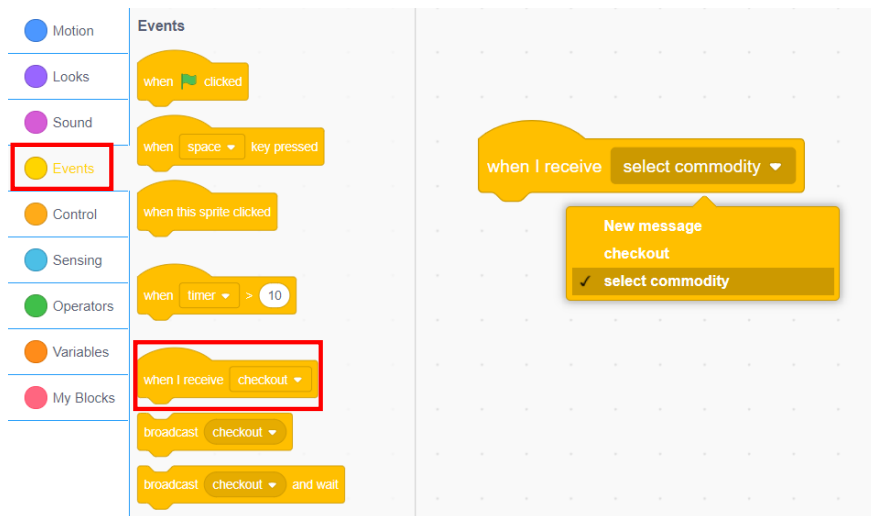 Motion
Looks
Sound
Events
Control
Sensing
Operators
Variables
My Blocks
Events
when clicked
when space key pressed
when this sprite clicked
when timer > 10
when I receive checkout
broadcast checkout
broadcast checkout and wait
when I receive select commodity
New message
checkout
✓ select commodity